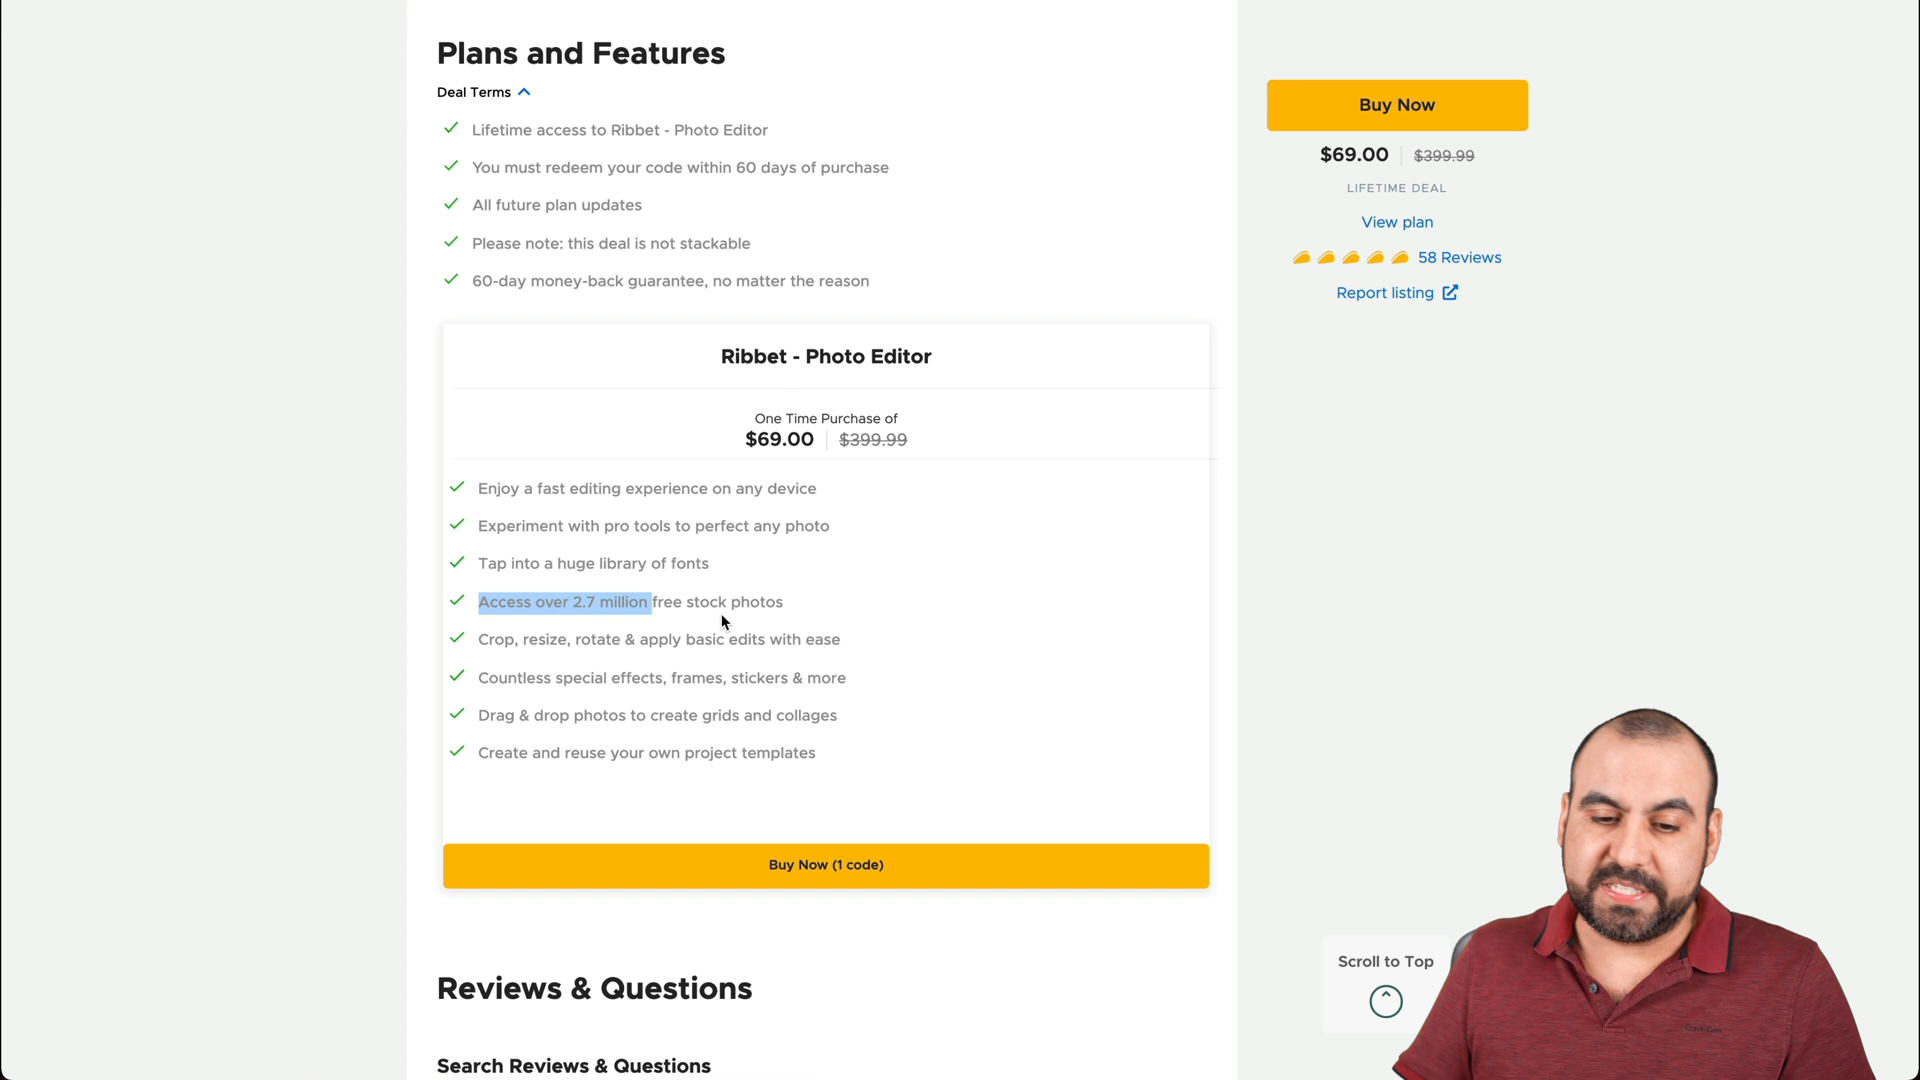 Plans and Features
Deal Terms
Lifetime access to Ribbet - Photo Editor
You must redeem your code within 60 days of purchase
All future plan updates
Please note: this deal is not stackable
60-day money-back guarantee, no matter the reason
Ribbet - Photo Editor
One Time Purchase of
$69.00 $399.99
Enjoy a fast editing experience on any device
Experiment with pro tools to perfect any photo
Tap into a huge library of fonts
Access over 2.7 million free stock photos
Crop, resize, rotate & apply basic edits with ease
Countless special effects, frames, stickers & more
Drag & drop photos to create grids and collages
Create and reuse your own project templates
Buy Now (1 code)
Reviews & Questions
Search Reviews & Questions
Buy Now
$69.00 $399.99
LIFETIME DEAL
View plan
58 Reviews
Report listing
Scroll to Top